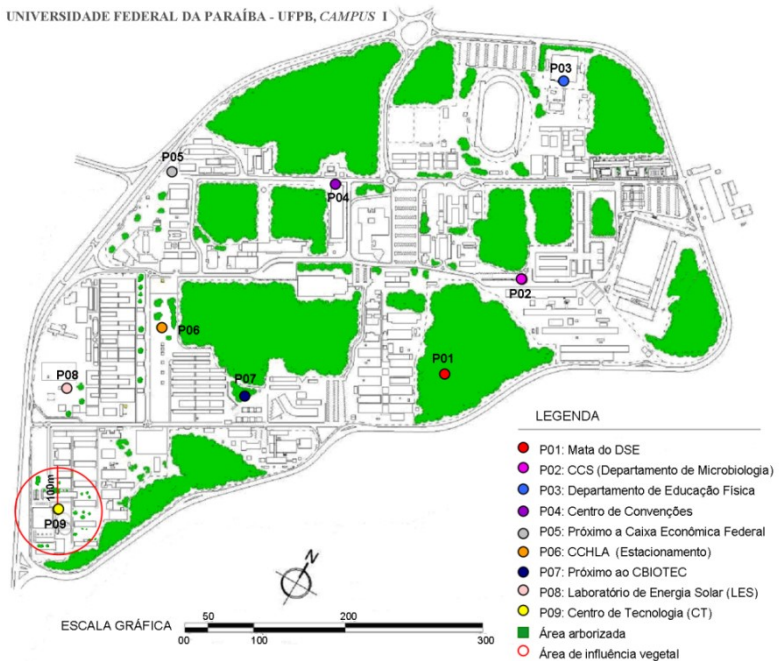 UNIVERSIDADE FEDERAL DA PARAÍBA - UFPB, CAMPUS I
P03
P05
P04
P02
P06
P01
P08
P07
100m
P09
LEGENDA
P01: Mata do DSE
P02: CCS (Departamento de Microbiologia)
P03: Departamento de Educação Física
P04: Centro de Convenções
P05: Próximo a Caixa Econômica Federal
P06: CCHLA (Estacionamento)
P07: Próximo ao CBIOTEC
P08: Laboratório de Energia Solar (LES)
P09: Centro de Tecnologia (CT)
Área arborizada
Área de influência vegetal
N
ESCALA GRÁFICA
50 200
00 100 300